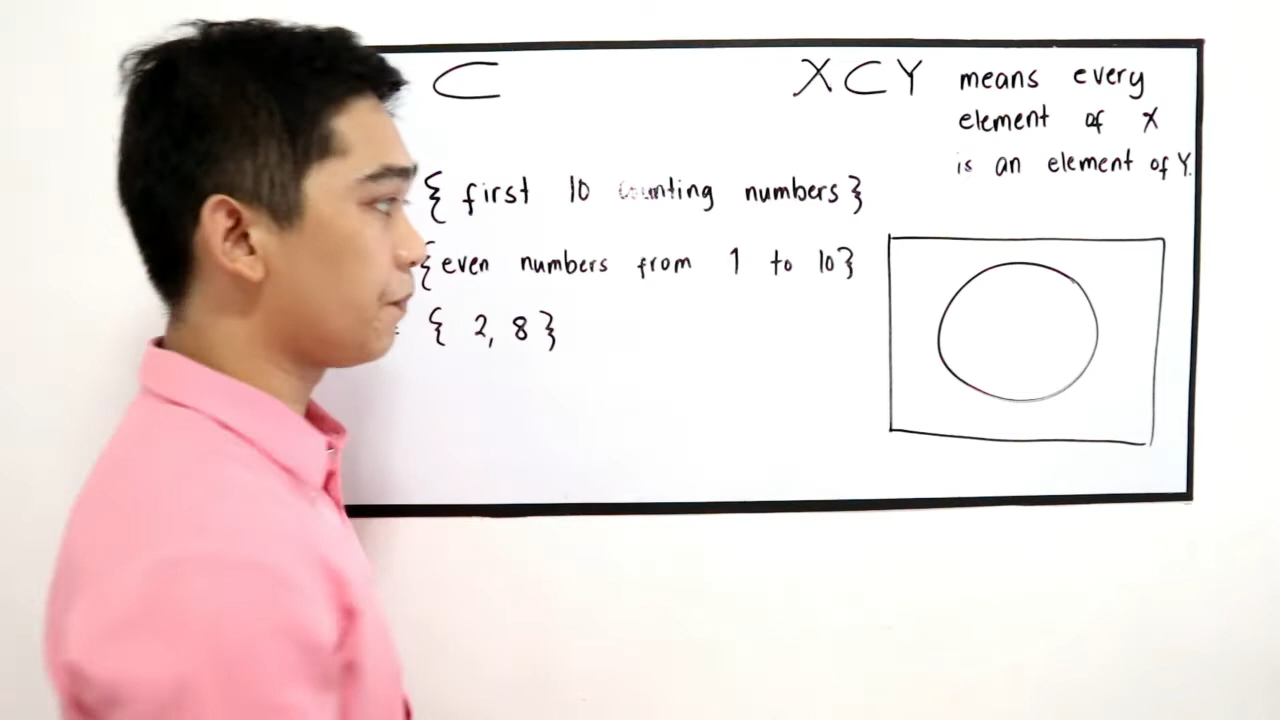 ⊂
X⊂Y means every
element of X
is an element of Y.
{ first 10 counting numbers }
{even numbers from 1 to 10}
= { 2, 8 }